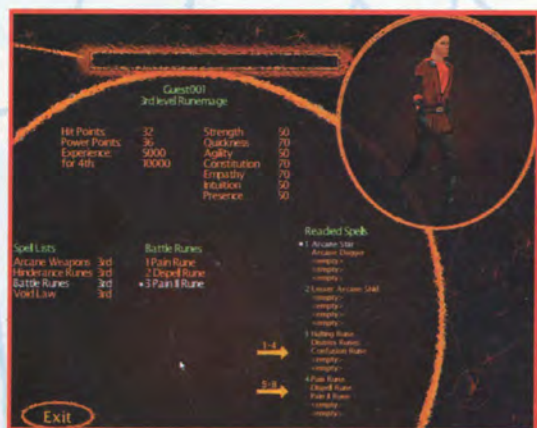 Guest001
3rd level Runemage
Hit Points: 32
Power Points: 36
Experience: 5000
for 4th: 10000
Strength 50
Quickness 70
Agility 50
Constitution 70
Empathy 70
Intuition 50
Presence 50
Spell Lists
Arcane Weapons 3rd
Hinderance Runes 3rd
Battle Runes 3rd
Void Law 3rd
Battle Runes
1 Pain Rune
2 Dispell Rune
3 Pain II Rune
Readied Spells
1 Arcane Star
Arcane Dagger
<empty>
<empty>
<empty>
2 Lesser Arcane Shld
<empty>
<empty>
<empty>
<empty>
3 Halting Rune
Distress Runes
Confusion Rune
<empty>
<empty>
4 Pain Rune
Dispell Rune
Pain II Rune
<empty>
<empty>
1-4
5-8
Exit